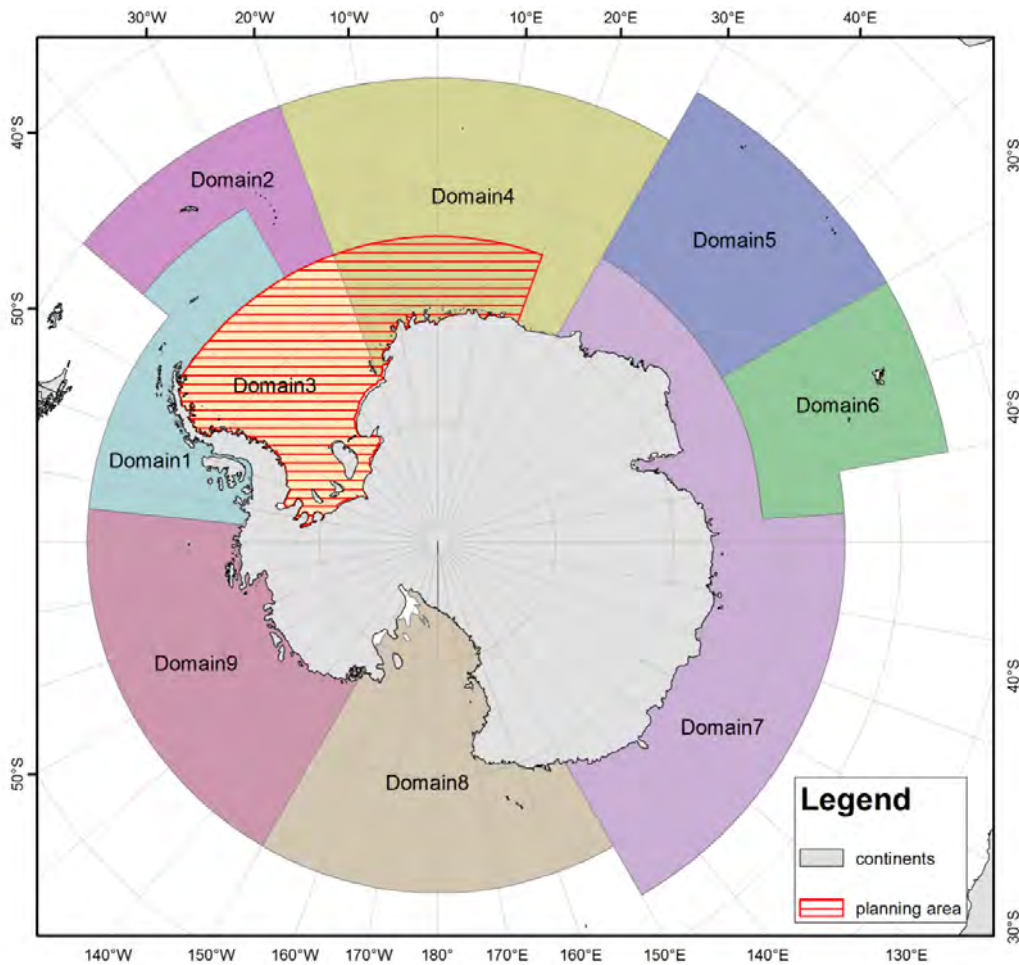 30°W 20°W 10°W 0° 10°E 20°E 30°E 40°E
40°S
30°S
Domain2
Domain4
Domain5
50°S
Domain3
Domain6
40°S
Domain1
Domain9
40°S
Domain7
50°S
Domain8
Legend
continents
planning area
30°S
140°W 150°W 160°W 170°W 180° 170°E 160°E 150°E 140°E 130°E